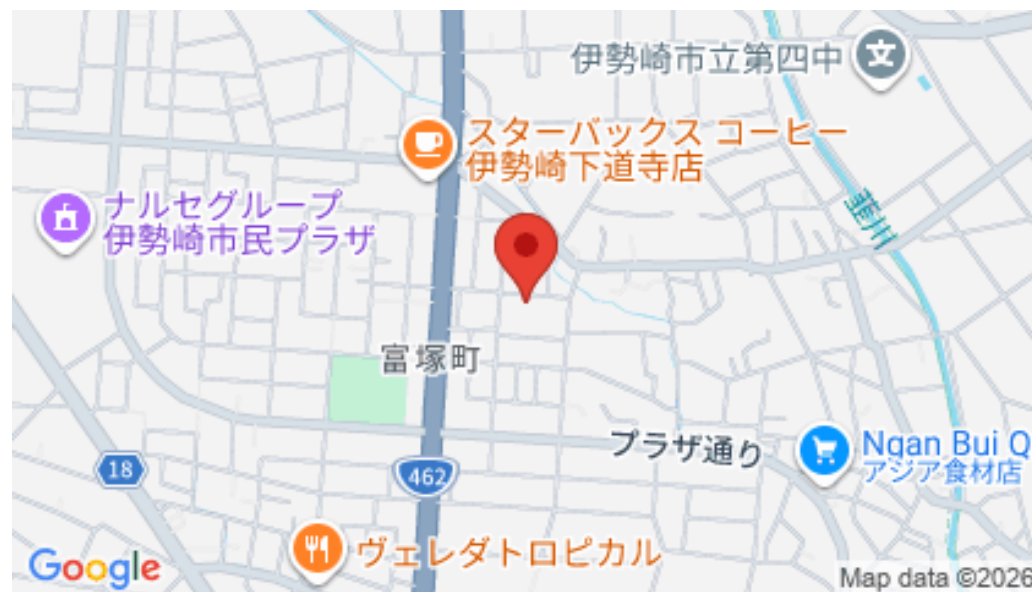 伊勢崎市立第四中
文
スターバックス コーヒー
伊勢崎下道寺店
ナルセグループ
伊勢崎市民プラザ
韮川
富塚町
プラザ通り
Ngan Bui Q
アジア食材店
18
462
ヴェレダトロピカル
Google
Map data ©2026